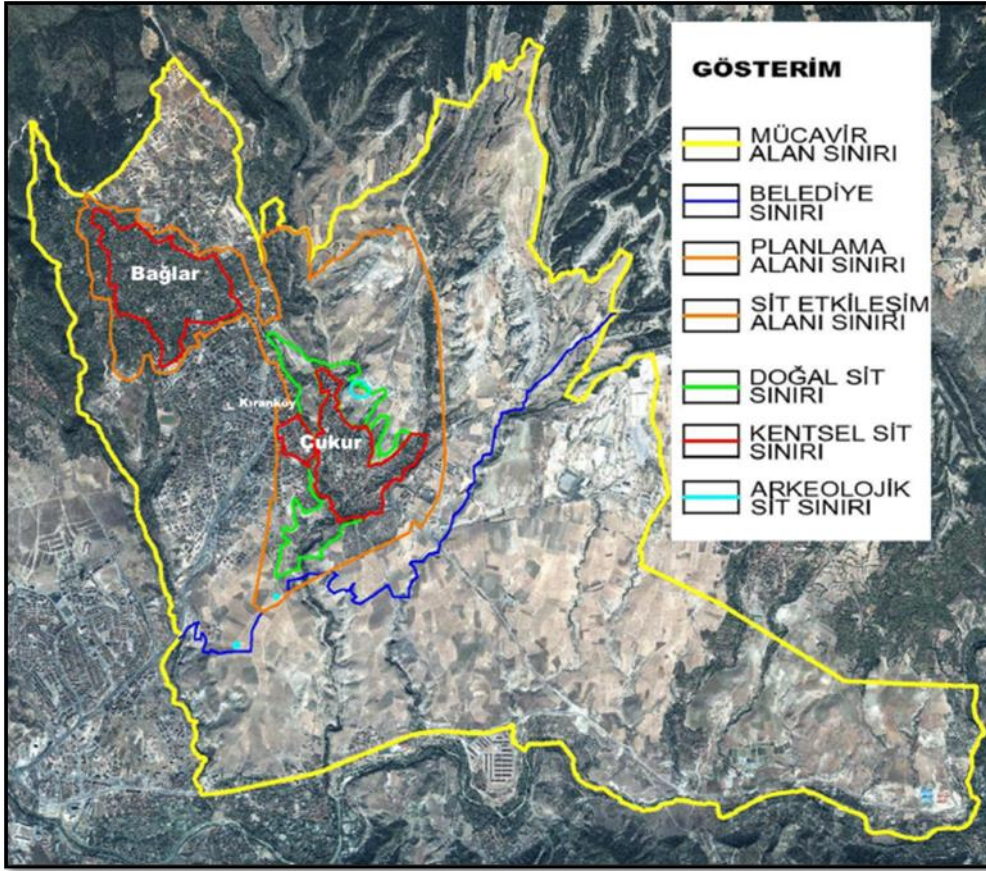 GÖSTERİM
MÜCAVİR
ALAN SINIRI
BELEDİYE
SINIRI
PLANLAMA
ALANI SINIRI
SİT ETKİLEŞİM
ALANI SINIRI
DOĞAL SİT
SINIRI
KENTSEL SİT
SINIRI
ARKEOLOJİK
SİT SINIRI
Bağlar
Kıranköy
Çukur